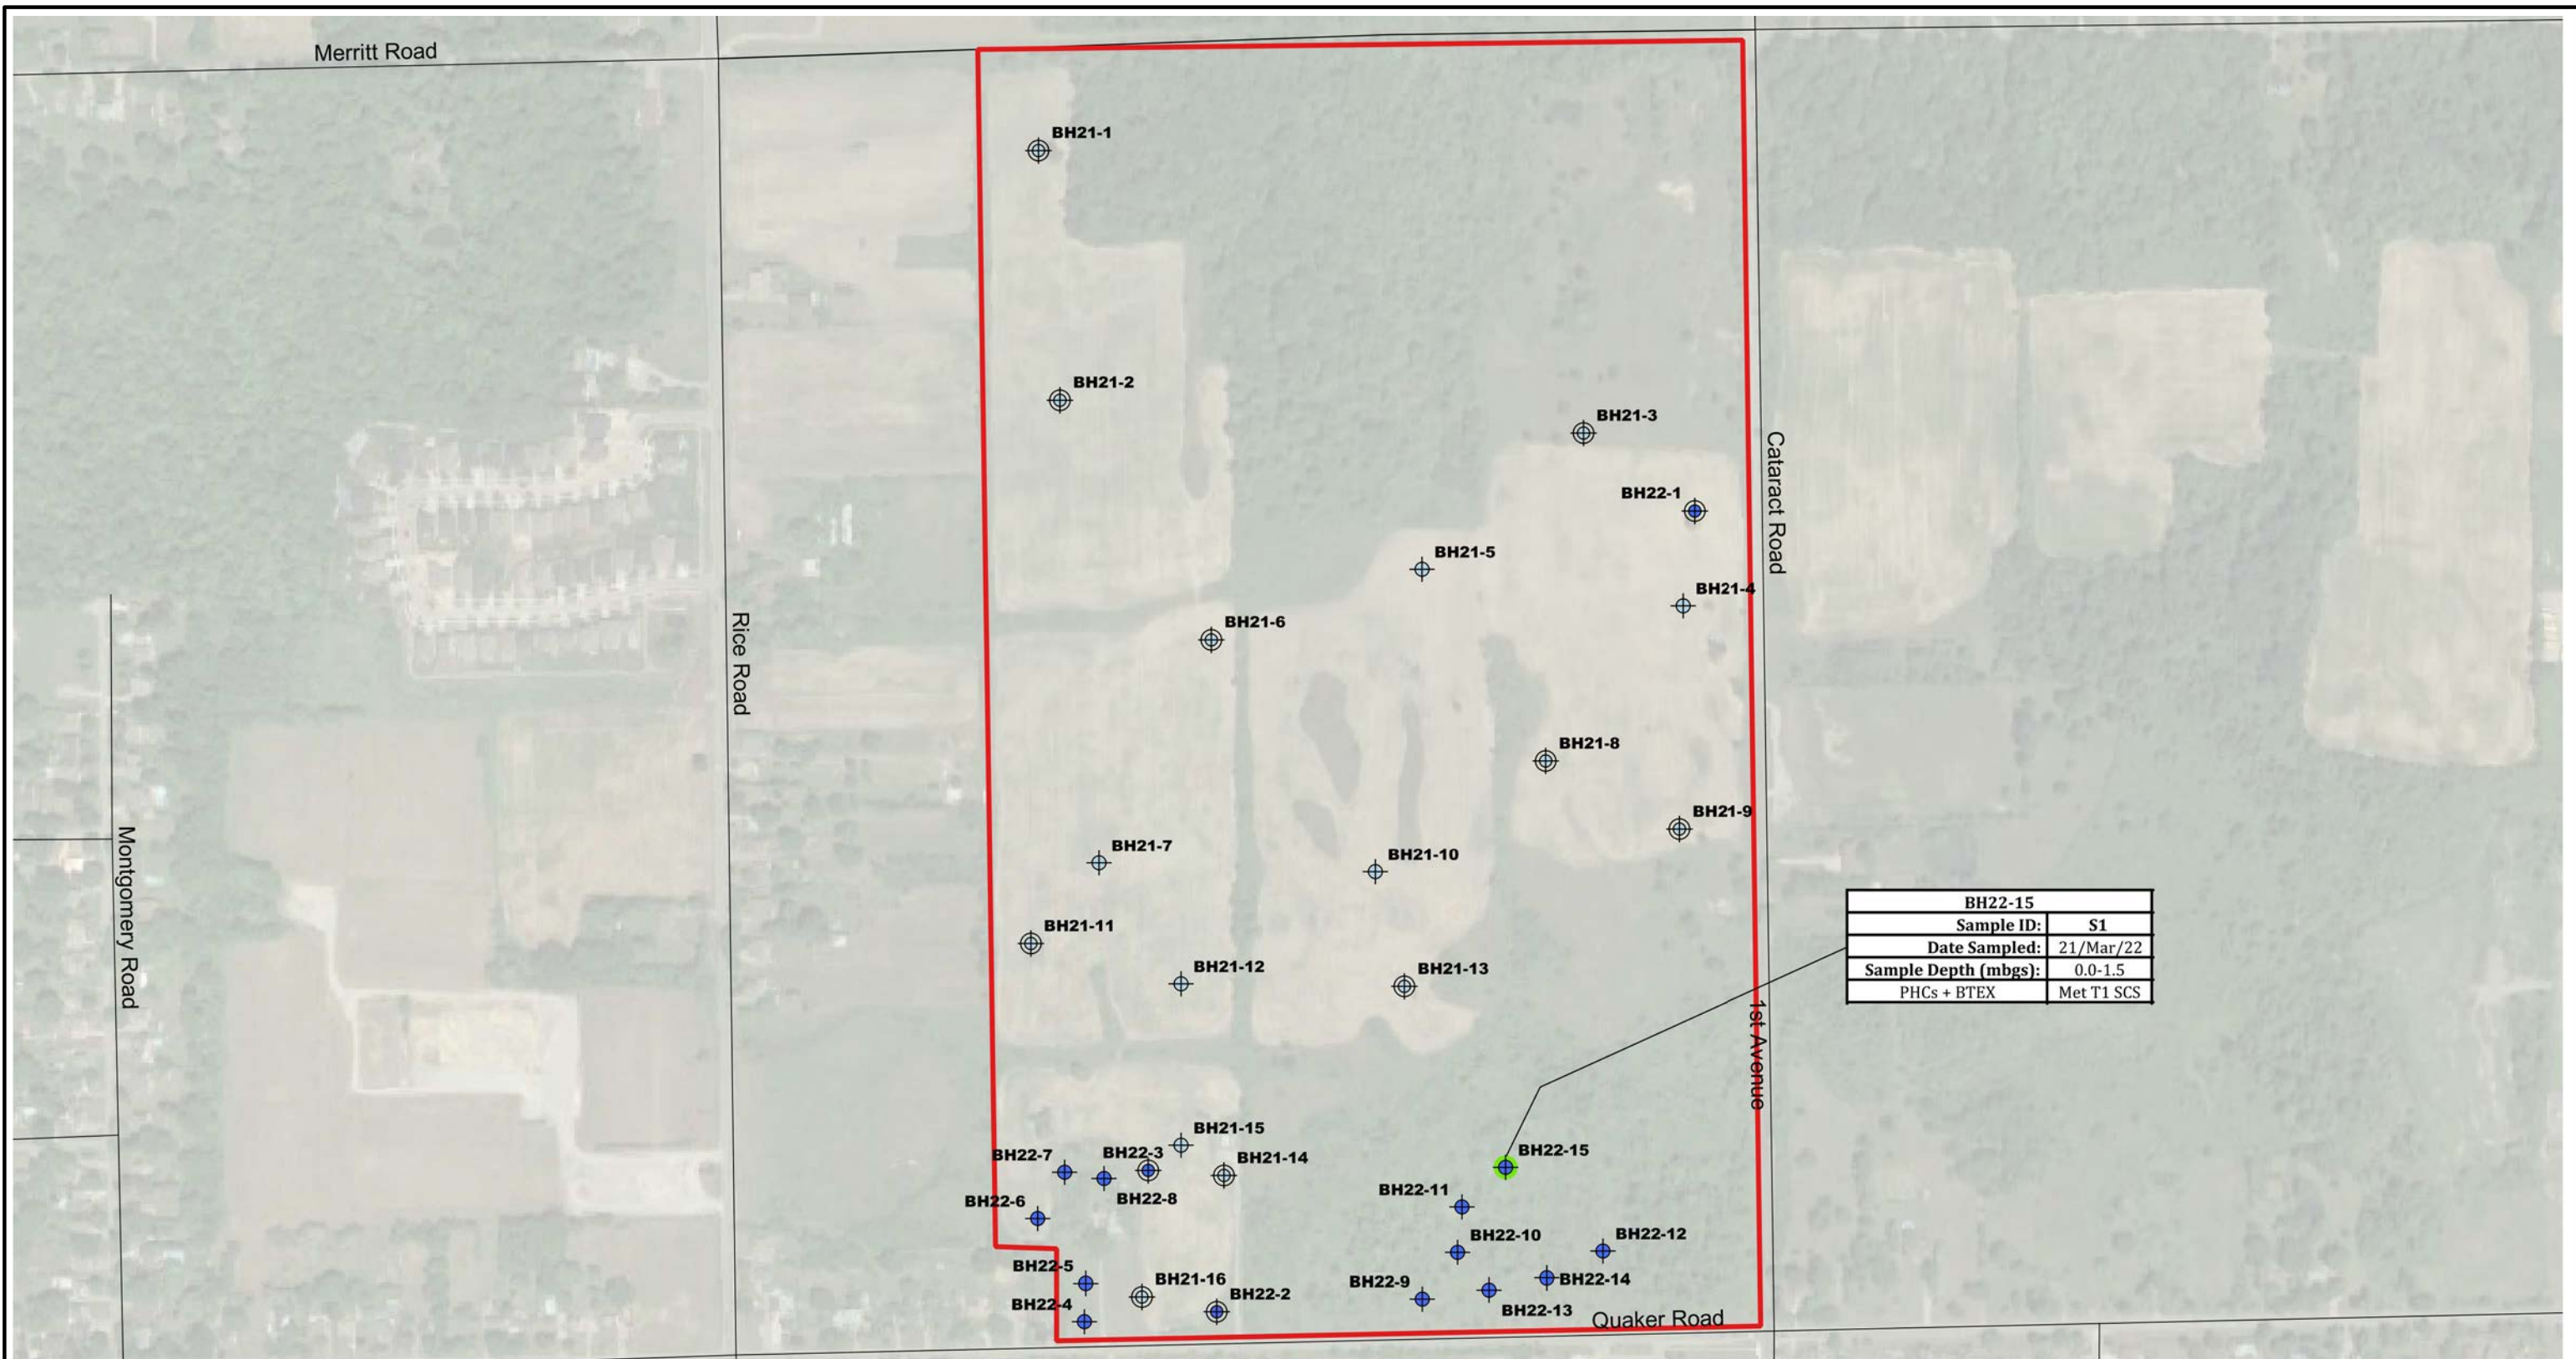 Merritt Road
BH21-1
BH21-2
BH21-3
Cataract Road
BH22-1
BH21-5
BH21-4
Rice Road
BH21-6
BH21-8
BH21-9
Montgomery Road
BH21-7
BH21-10
BH22-15
Sample ID: S1
Date Sampled: 21/Mar/22
Sample Depth (mbgs): 0.0-1.5
PHCs + BTEX Met T1 SCS
BH21-11
BH21-12
BH21-13
1st Avenue
BH21-15
BH22-7
BH22-3
BH21-14
BH22-15
BH22-6
BH22-8
BH22-11
BH22-10
BH22-12
BH22-5
BH21-16
BH22-9
BH22-14
BH22-4
BH22-2
BH22-13
Quaker Road